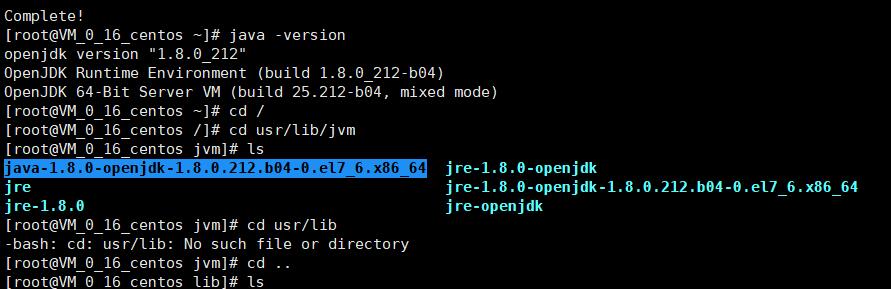 Complete!
[root@VM_0_16_centos ~]# java -version
openjdk version "1.8.0_212"
OpenJDK Runtime Environment (build 1.8.0_212-b04)
OpenJDK 64-Bit Server VM (build 25.212-b04, mixed mode)
[root@VM_0_16_centos ~]# cd /
[root@VM_0_16_centos /]# cd usr/lib/jvm
[root@VM_0_16_centos jvm]# ls
java-1.8.0-openjdk-1.8.0.212.b04-0.el7_6.x86_64  jre-1.8.0-openjdk
jre                                              jre-1.8.0-openjdk-1.8.0.212.b04-0.el7_6.x86_64
jre-1.8.0                                        jre-openjdk
[root@VM_0_16_centos jvm]# cd usr/lib
-bash: cd: usr/lib: No such file or directory
[root@VM_0_16_centos jvm]# cd ..
[root@VM_0_16_centos lib]# ls